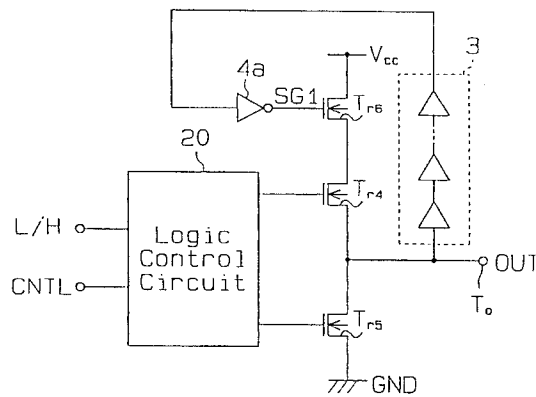 3
Vcc
4a
SG1
Tr6
20
Tr4
L/H
Logic
Control
Circuit
CNTL
OUT
To
Tr5
GND